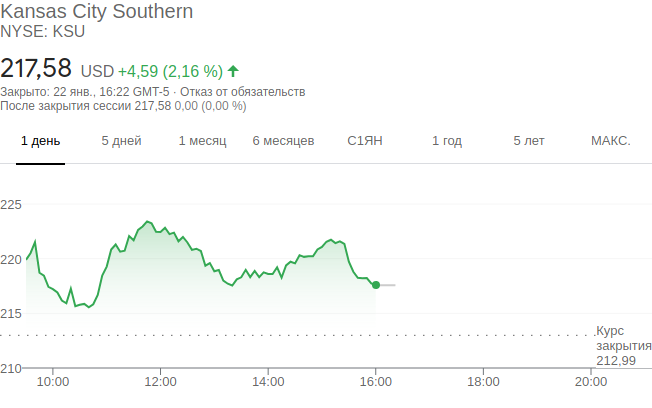 Kansas City Southern
NYSE: KSU
217,58 USD +4,59 (2,16 %)
Закрыто: 22 янв., 16:22 GMT-5 · Отказ от обязательств
После закрытия сессии 217,58 0,00 (0,00 %)
1 день 5 дней 1 месяц 6 месяцев С1ЯН 1 год 5 лет МАКС.
225
220
215
Курс
закрытия
212,99
210
10:00 12:00 14:00 16:00 18:00 20:00